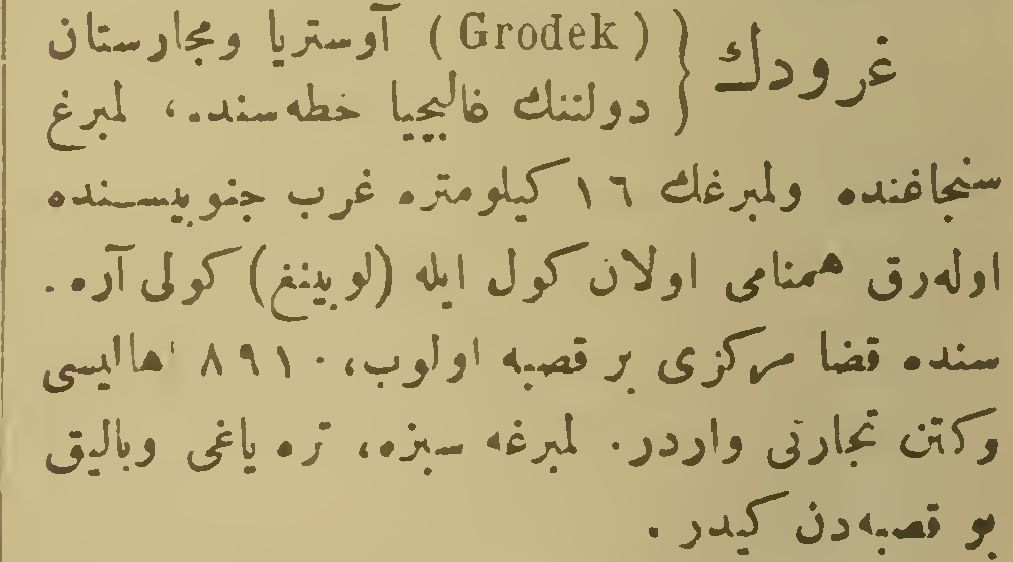 غرودك { (Grodek) آوستريا ومجارستان
دولتنك غاليچيا خطه‌سنده، لمبرغ
سنجاغنده ولمبرغك ١٦ كيلومتره غرب جنوبيسنده
اوله‌رق همنامى اولان كول ايله (لوبينغ) كولى آره-
سنده قضا مركزى بر قصبه اولوب، ٨٩١٠ اهاليسى
وكتن تجارتى واردر. لمبرغه سبزه، تره ياغى وباليق
بو قصبه‌دن كيدر.